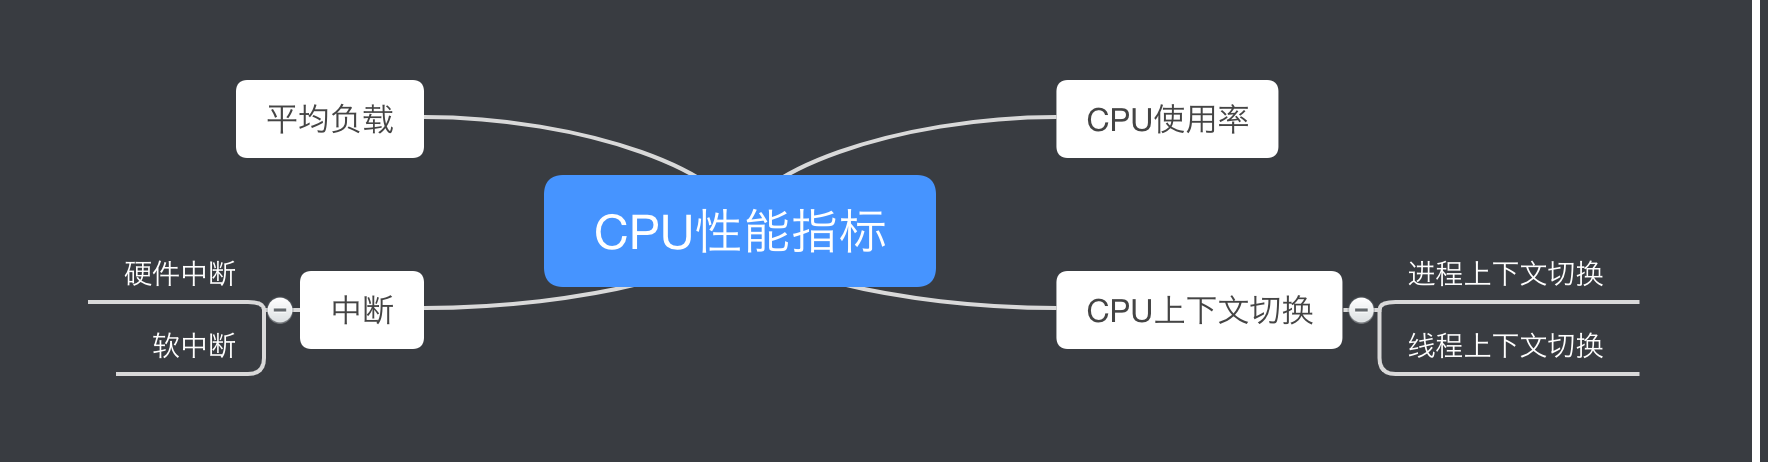 平均负载
CPU使用率
CPU性能指标
硬件中断
中断
软中断
CPU上下文切换
进程上下文切换
线程上下文切换